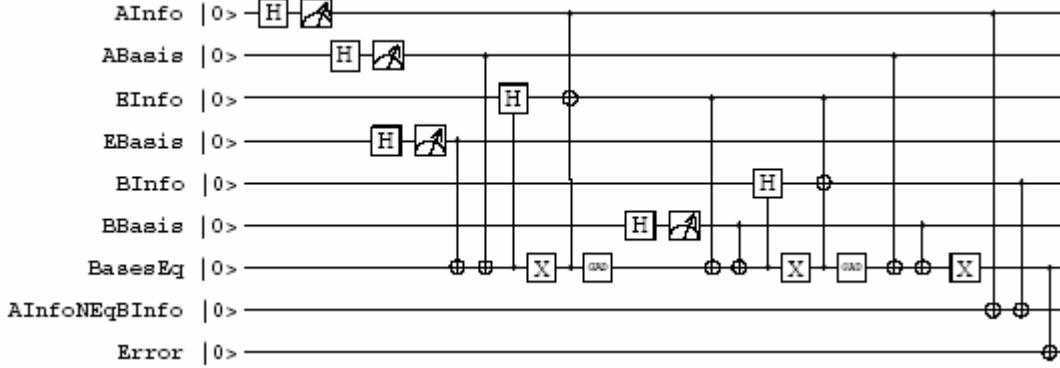 AInfo |0> H
ABasis |0> H
EInfo |0> H
EBasis |0> H
BInfo |0> H
BBasis |0> H
BasesEq |0> X X X
AInfoNEqBInfo |0>
Error |0>